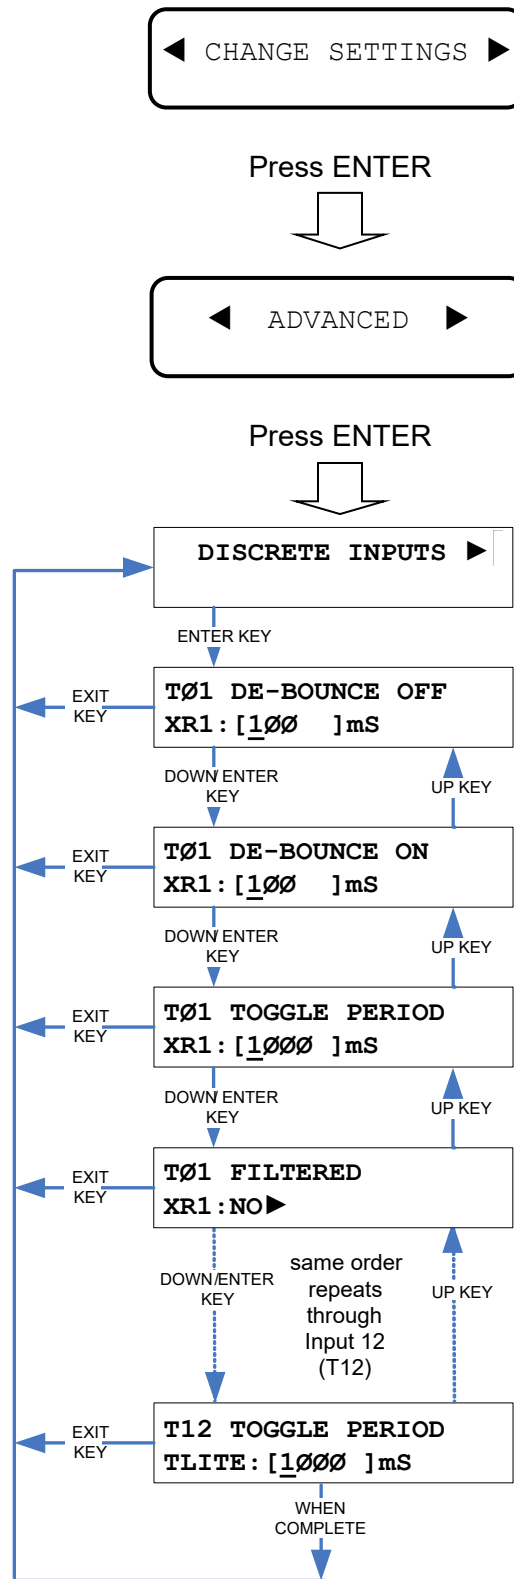 ◄ CHANGE SETTINGS ►
Press ENTER
◄ ADVANCED ►
Press ENTER
DISCRETE INPUTS ►
ENTER KEY
TØ1 DE-BOUNCE OFF
XR1:[1ØØ ]mS
EXIT
KEY
DOWN/ENTER
KEY
UP KEY
TØ1 DE-BOUNCE ON
XR1:[1ØØ ]mS
EXIT
KEY
DOWN/ENTER
KEY
UP KEY
TØ1 TOGGLE PERIOD
XR1:[1ØØØ ]mS
EXIT
KEY
DOWN/ENTER
KEY
UP KEY
TØ1 FILTERED
XR1:NO►
EXIT
KEY
DOWN/ENTER
KEY
same order
repeats
through
Input 12
(T12)
UP KEY
T12 TOGGLE PERIOD
TLITE:[1ØØØ ]mS
EXIT
KEY
WHEN
COMPLETE